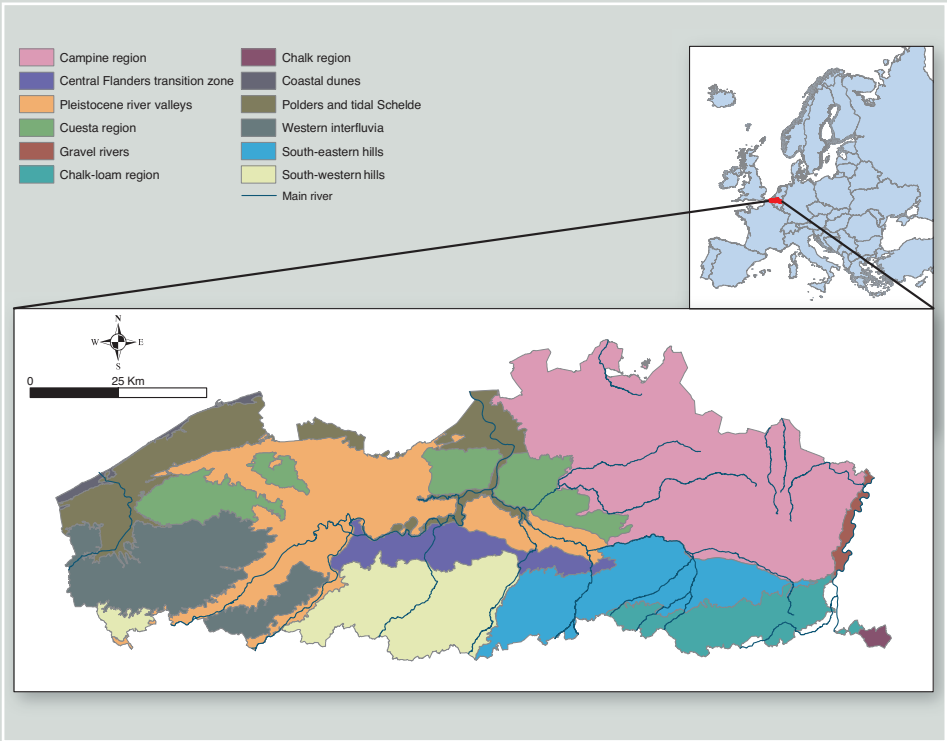 Campine region
Central Flanders transition zone
Pleistocene river valleys
Cuesta region
Gravel rivers
Chalk-loam region
Chalk region
Coastal dunes
Polders and tidal Schelde
Western interfluvia
South-eastern hills
South-western hills
Main river
N
W E
S
0 25 Km